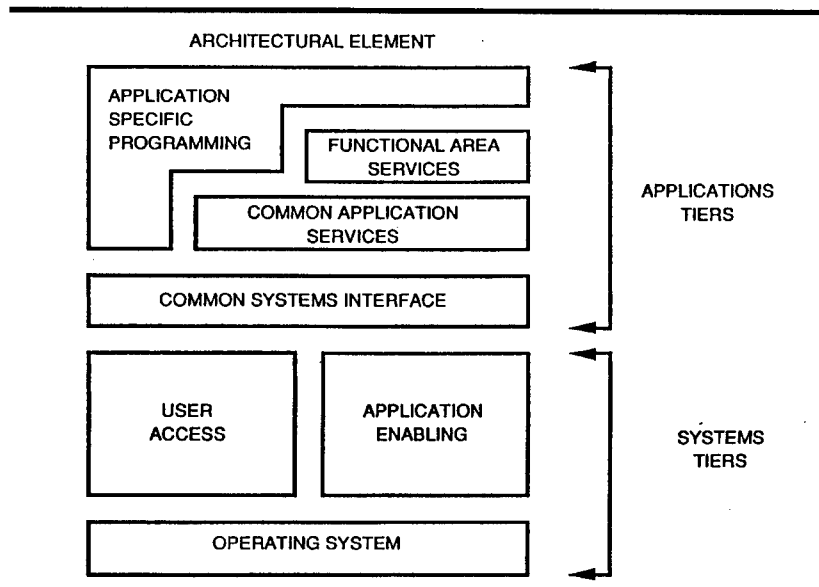 ARCHITECTURAL ELEMENT
APPLICATION
SPECIFIC
PROGRAMMING
FUNCTIONAL AREA
SERVICES
COMMON APPLICATION
SERVICES
COMMON SYSTEMS INTERFACE
APPLICATIONS
TIERS
USER
ACCESS
APPLICATION
ENABLING
SYSTEMS
TIERS
OPERATING SYSTEM